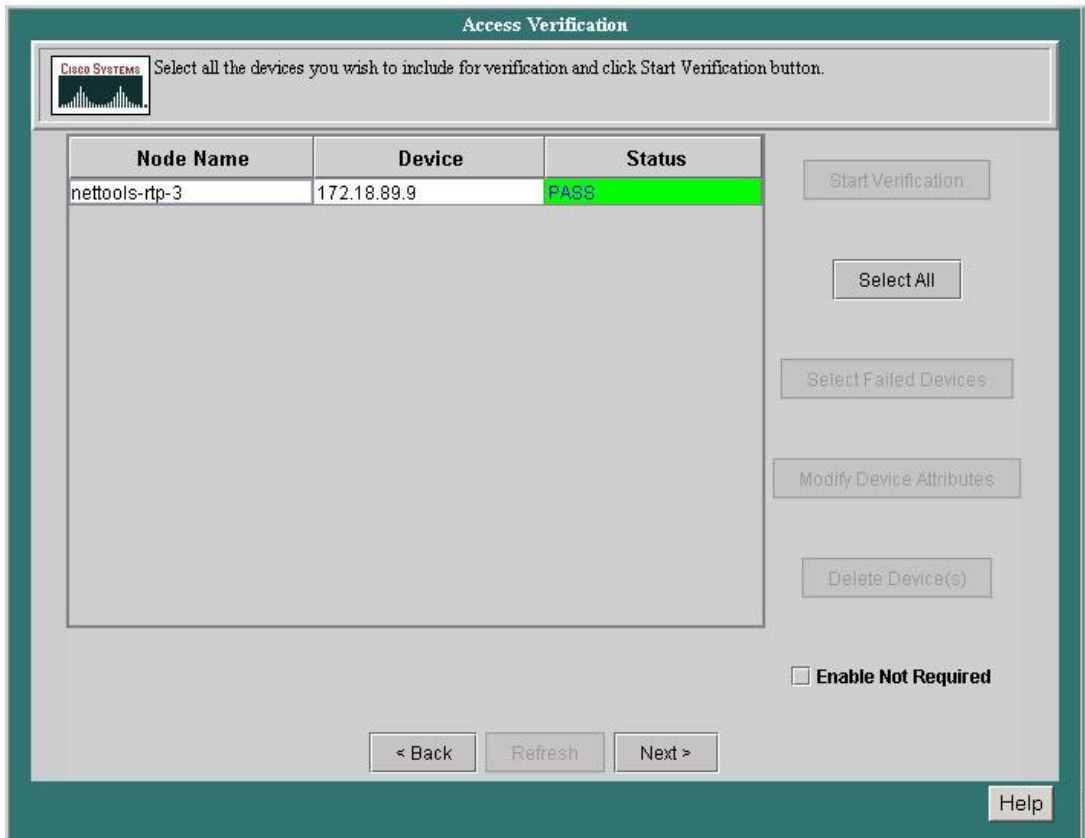 Access Verification
CISCO SYSTEMS
Select all the devices you wish to include for verification and click Start Verification button.
Node Name Device Status
nettools-rtp-3 172.18.89.9 PASS
Start Verification
Select All
Select Failed Devices
Modify Device Attributes
Delete Device(s)
Enable Not Required
< Back Refresh Next >
Help